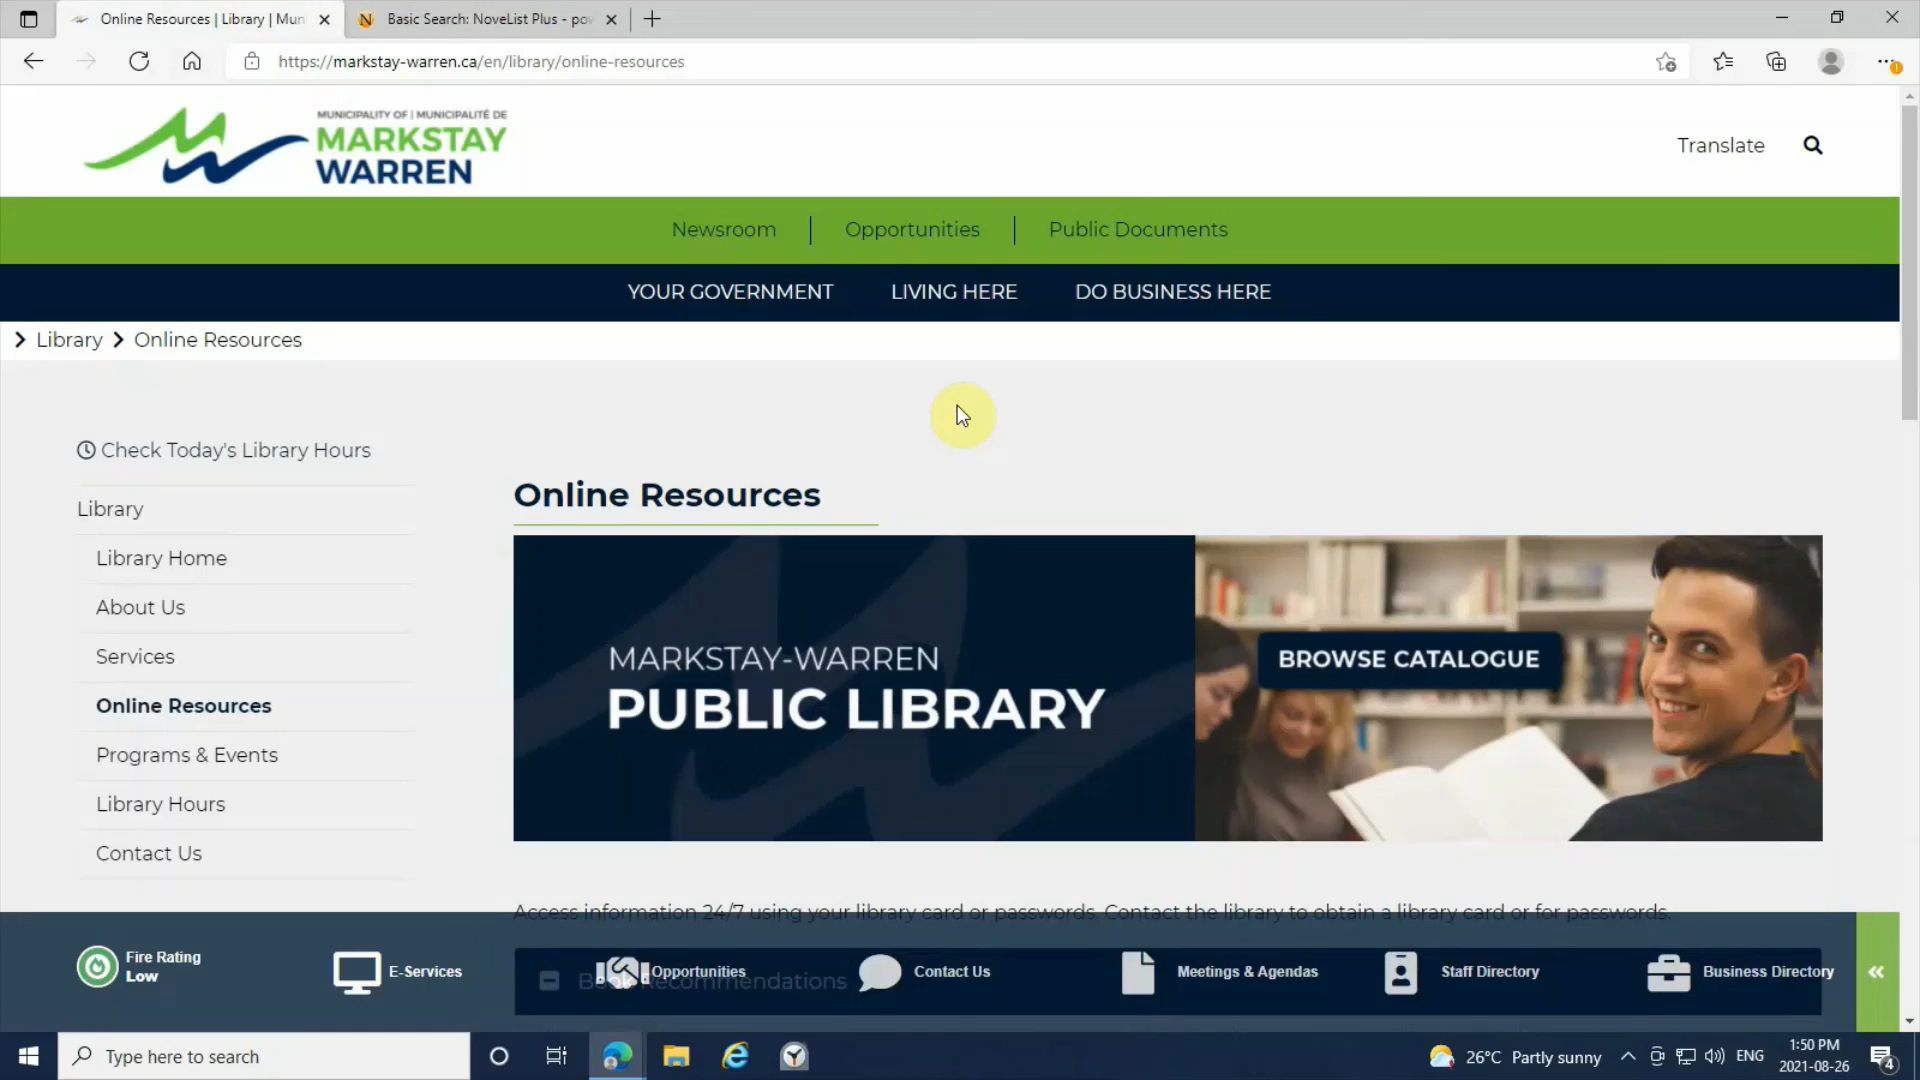 Online Resources | Library | Mun
Basic Search: NoveList Plus - pow
https://markstay-warren.ca/en/library/online-resources
MUNICIPALITY OF | MUNICIPALITÉ DE
MARKSTAY
WARREN
Translate
Newsroom
Opportunities
Public Documents
YOUR GOVERNMENT
LIVING HERE
DO BUSINESS HERE
Library
Online Resources
Check Today's Library Hours
Library
Library Home
About Us
Services
Online Resources
Programs & Events
Library Hours
Contact Us
Online Resources
MARKSTAY-WARREN
PUBLIC LIBRARY
BROWSE CATALOGUE
Access information 24/7 using your library card or passwords. Contact the library to obtain a library card or for passwords.
Book Recommendations
Fire Rating
Low
E-Services
Opportunities
Contact Us
Meetings & Agendas
Staff Directory
Business Directory
Type here to search
26°C Partly sunny
ENG
1:50 PM
2021-08-26
4